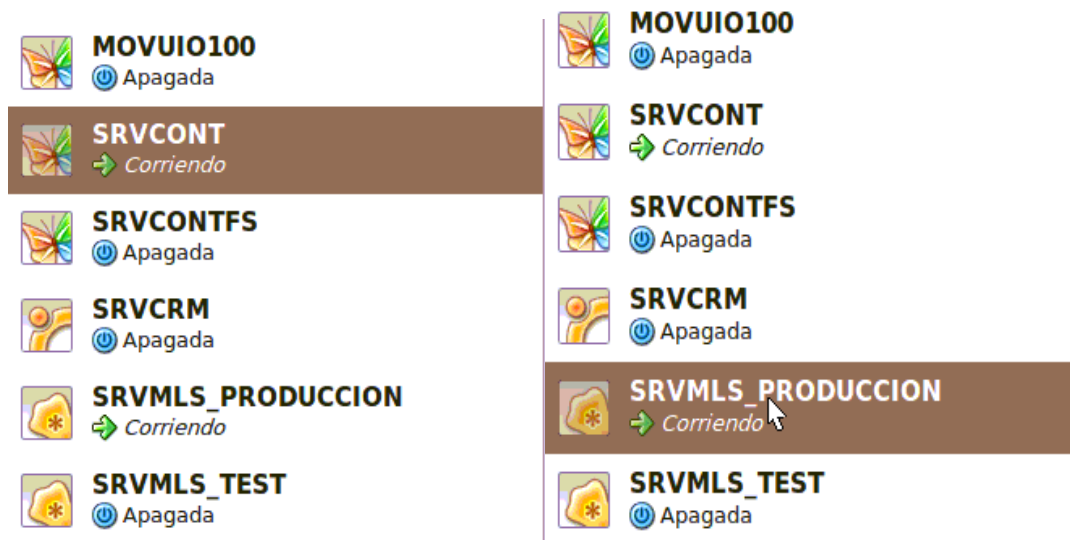 MOVUIO100
Apagada
SRVCONT
Corriendo
SRVCONTFS
Apagada
SRVCRM
Apagada
SRVMLS_PRODUCCION
Corriendo
SRVMLS_TEST
Apagada
MOVUIO100
Apagada
SRVCONT
Corriendo
SRVCONTFS
Apagada
SRVCRM
Apagada
SRVMLS_PRODUCCION
Corriendo
SRVMLS_TEST
Apagada